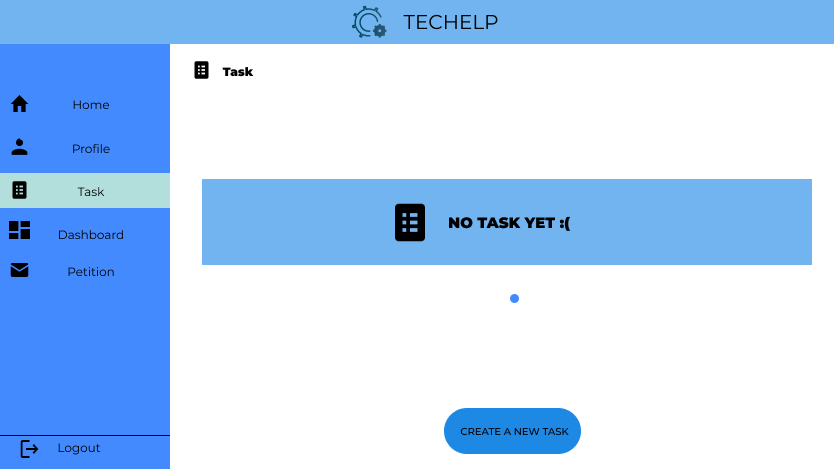 TECHELP
Task
Home
Profile
Task
Dashboard
Petition
NO TASK YET :(
CREATE A NEW TASK
Logout